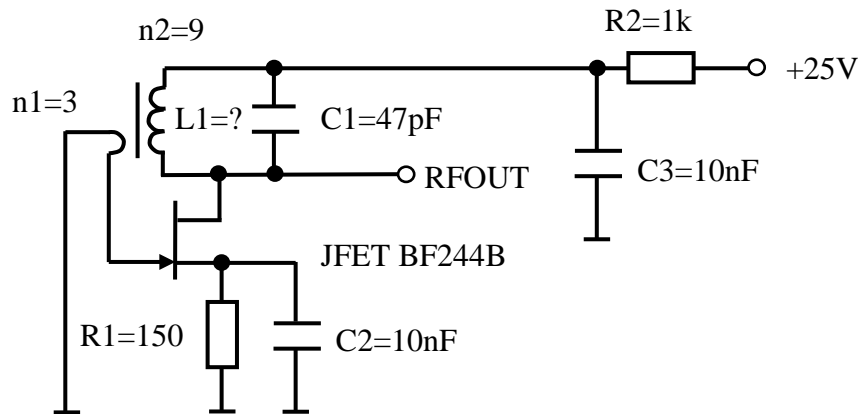 n2=9
R2=1k
+25V
n1=3
L1=?
C1=47pF
RFOUT
C3=10nF
JFET BF244B
R1=150
C2=10nF